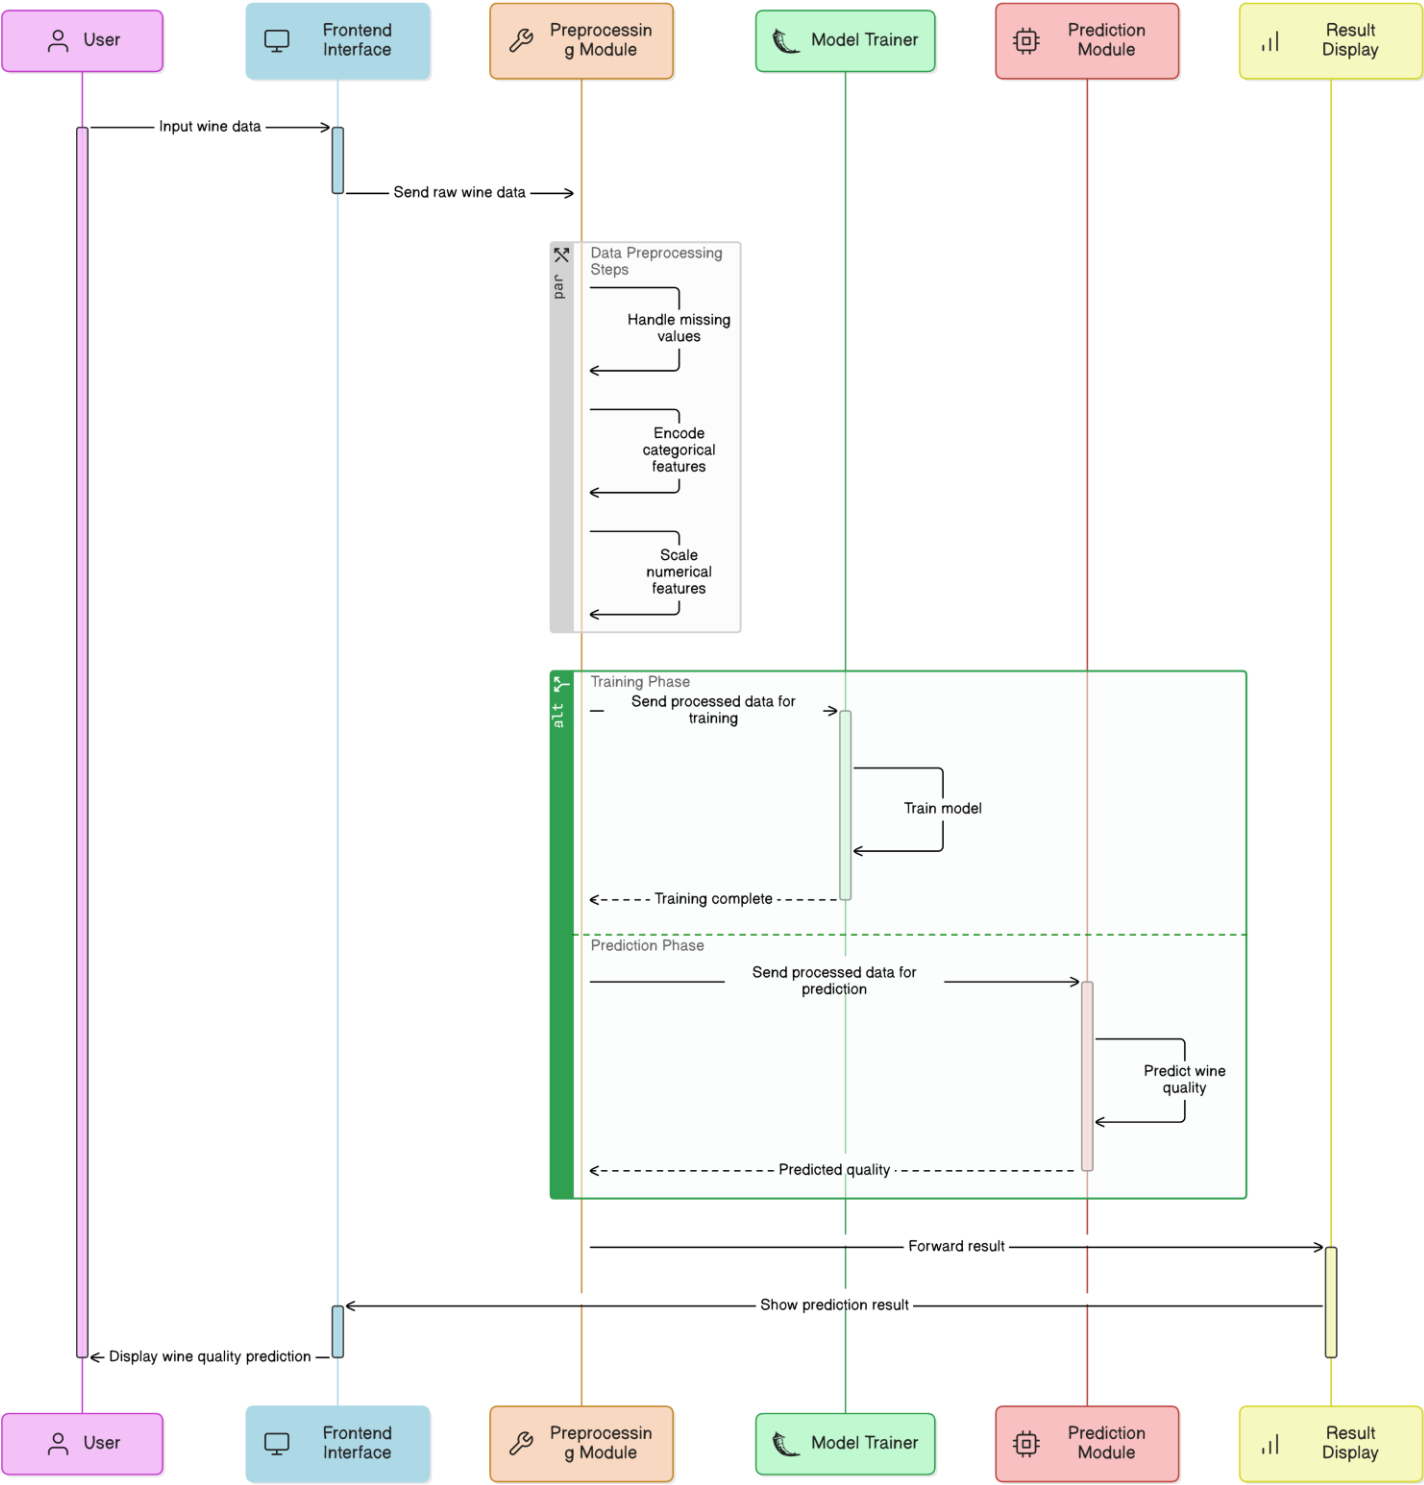 User
Frontend
Interface
Preprocessin
g Module
Model Trainer
Prediction
Module
Result
Display
Input wine data
Send raw wine data
par
Data Preprocessing
Steps
Handle missing
values
Encode
categorical
features
Scale
numerical
features
alt
Training Phase
Send processed data for
training
Train model
Training complete
Prediction Phase
Send processed data for
prediction
Predict wine
quality
Predicted quality
Forward result
Show prediction result
Display wine quality prediction
User
Frontend
Interface
Preprocessin
g Module
Model Trainer
Prediction
Module
Result
Display